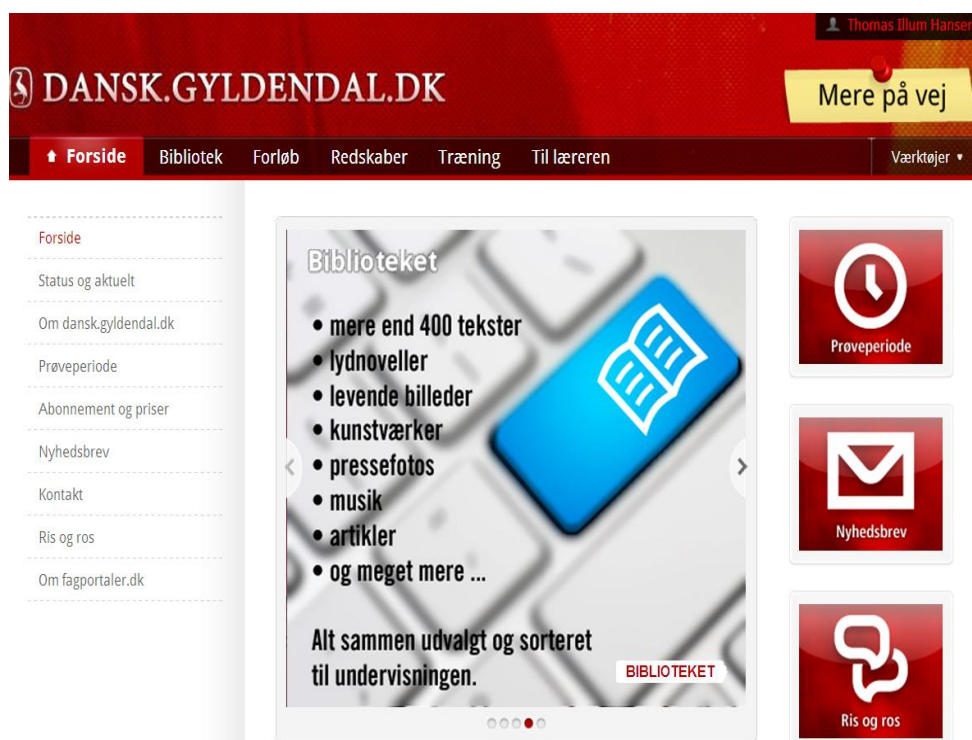 Thomas Illum Hansen
DANSK.GYLDENDAL.DK
Mere på vej
Forside Bibliotek Forløb Redskaber Træning Til læreren Værktøjer
Forside
Status og aktuelt
Om dansk.gyldendal.dk
Prøveperiode
Abonnement og priser
Nyhedsbrev
Kontakt
Ris og ros
Om fagportaler.dk
Biblioteket
• mere end 400 tekster
• lydnoveller
• levende billeder
• kunstværker
• pressefotos
• musik
• artikler
• og meget mere ...
Alt sammen udvalgt og sorteret
til undervisningen.
BIBLIOTEKET
Prøveperiode
Nyhedsbrev
Ris og ros